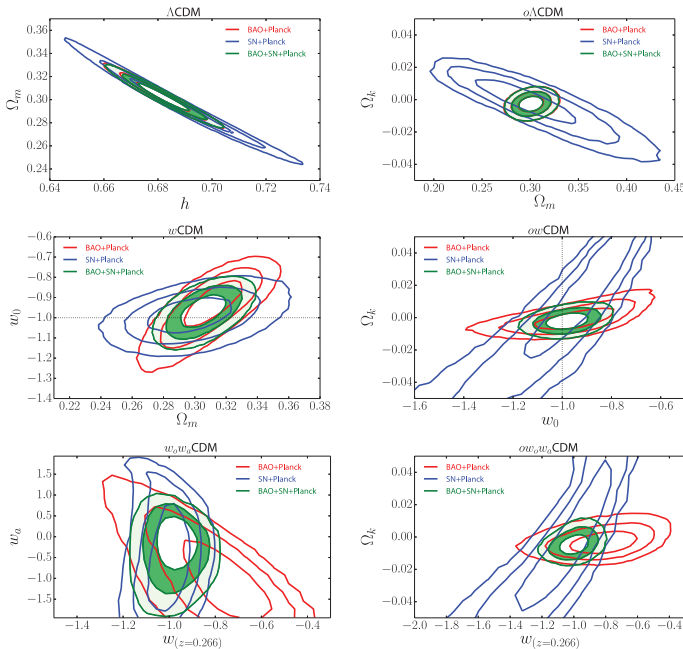 ΛCDM
BAO+Planck
SN+Planck
BAO+SN+Planck
0.36
0.34
0.32
0.30
0.28
0.26
0.24
Ω_m
0.64 0.66 0.68 0.70 0.72 0.74
h
oΛCDM
BAO+Planck
SN+Planck
BAO+SN+Planck
0.02
0.00
−0.02
−0.04
Ω_k
0.20 0.25 0.30 0.35 0.40 0.45
Ω_m
wCDM
BAO+Planck
SN+Planck
BAO+SN+Planck
−0.6
−0.7
−0.8
−0.9
−1.0
−1.1
−1.2
−1.3
−1.4
w_0
0.22 0.24 0.26 0.28 0.30 0.32 0.34 0.36 0.38
Ω_m
owCDM
BAO+Planck
SN+Planck
BAO+SN+Planck
0.04
0.02
0.00
−0.02
−0.04
Ω_k
−1.6 −1.4 −1.2 −1.0 −0.8 −0.6
w_0
w_ow_aCDM
BAO+Planck
SN+Planck
BAO+SN+Planck
1.5
1.0
0.5
0.0
−0.5
−1.0
−1.5
w_a
−1.4 −1.2 −1.0 −0.8 −0.6 −0.4
w_(z=0.266)
ow_ow_aCDM
BAO+Planck
SN+Planck
BAO+SN+Planck
0.04
0.02
0.00
−0.02
−0.04
Ω_k
−2.0 −1.8 −1.6 −1.4 −1.2 −1.0 −0.8 −0.6 −0.4
w_(z=0.266)